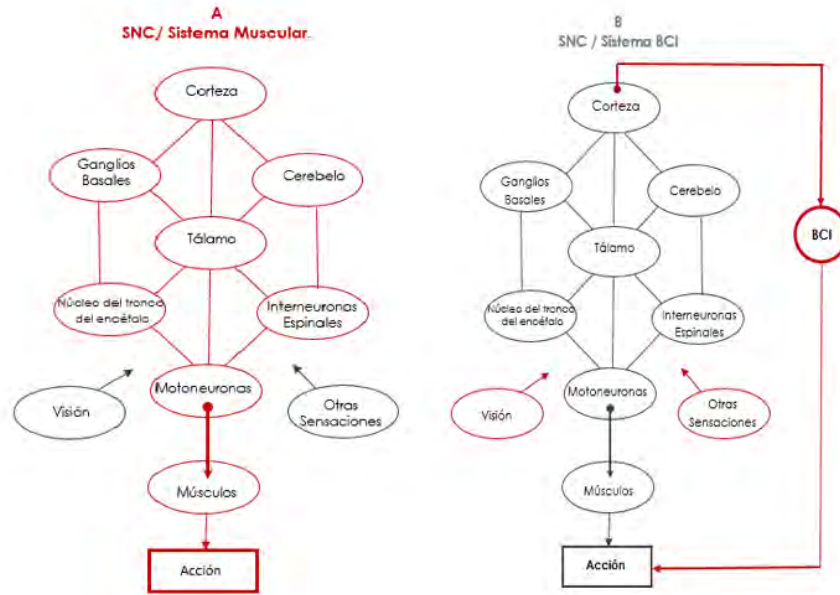 A
SNC/ Sistema Muscular
Corteza
Ganglios
Basales
Cerebelo
Tálamo
Núcleo del tronco
del encéfalo
Interneuronas
Espinales
Motoneuronas
Visión
Otras
Sensaciones
Músculos
Acción
B
SNC / Sistema BCI
Corteza
Ganglios
Basales
Cerebelo
BCI
Tálamo
Núcleo del tronco
del encéfalo
Interneuronas
Espinales
Motoneuronas
Visión
Otras
Sensaciones
Músculos
Acción